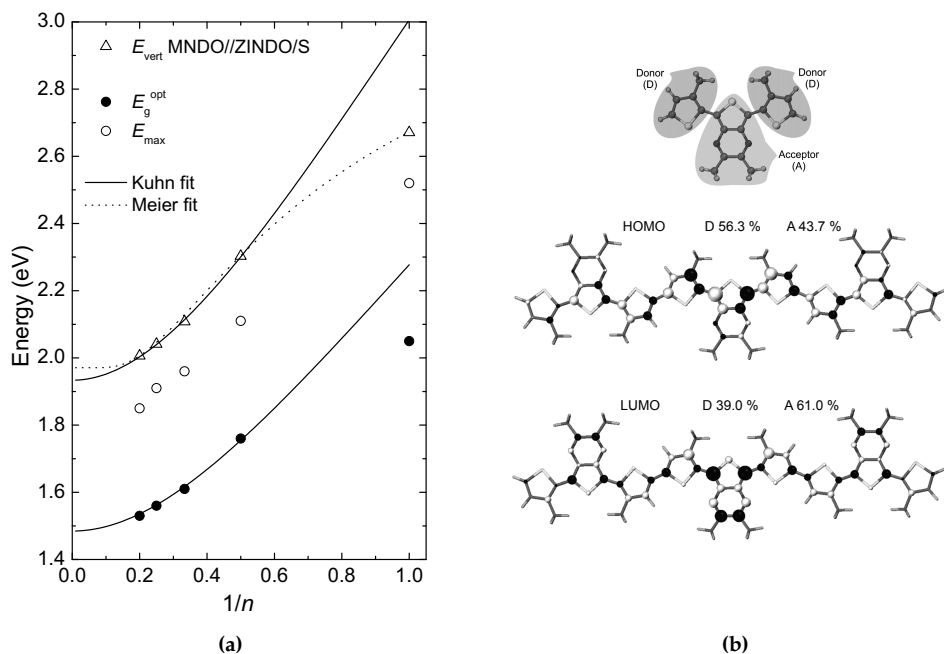 3.0
2.8
2.6
2.4
2.2
2.0
1.8
1.6
1.4
Energy (eV)
E_vert MNDO//ZINDO/S
E_g^opt
E_max
Kuhn fit
Meier fit
0.0 0.2 0.4 0.6 0.8 1.0
1/n
(a)
Donor
(D)
Donor
(D)
Acceptor
(A)
HOMO D 56.3 % A 43.7 %
LUMO D 39.0 % A 61.0 %
(b)